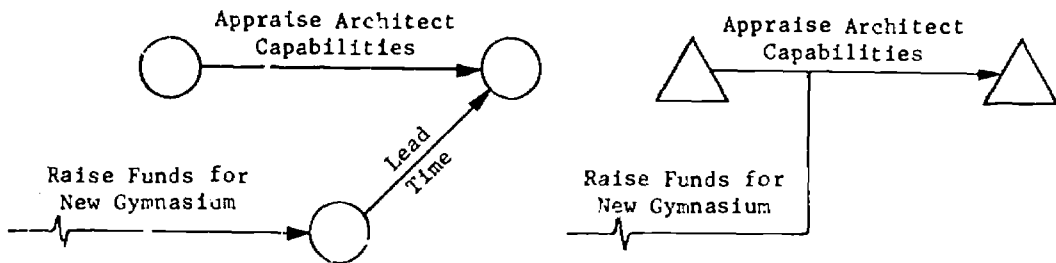 Appraise Architect
Capabilities
Lead
Time
Raise Funds for
New Gymnasium
Appraise Architect
Capabilities
Raise Funds for
New Gymnasium